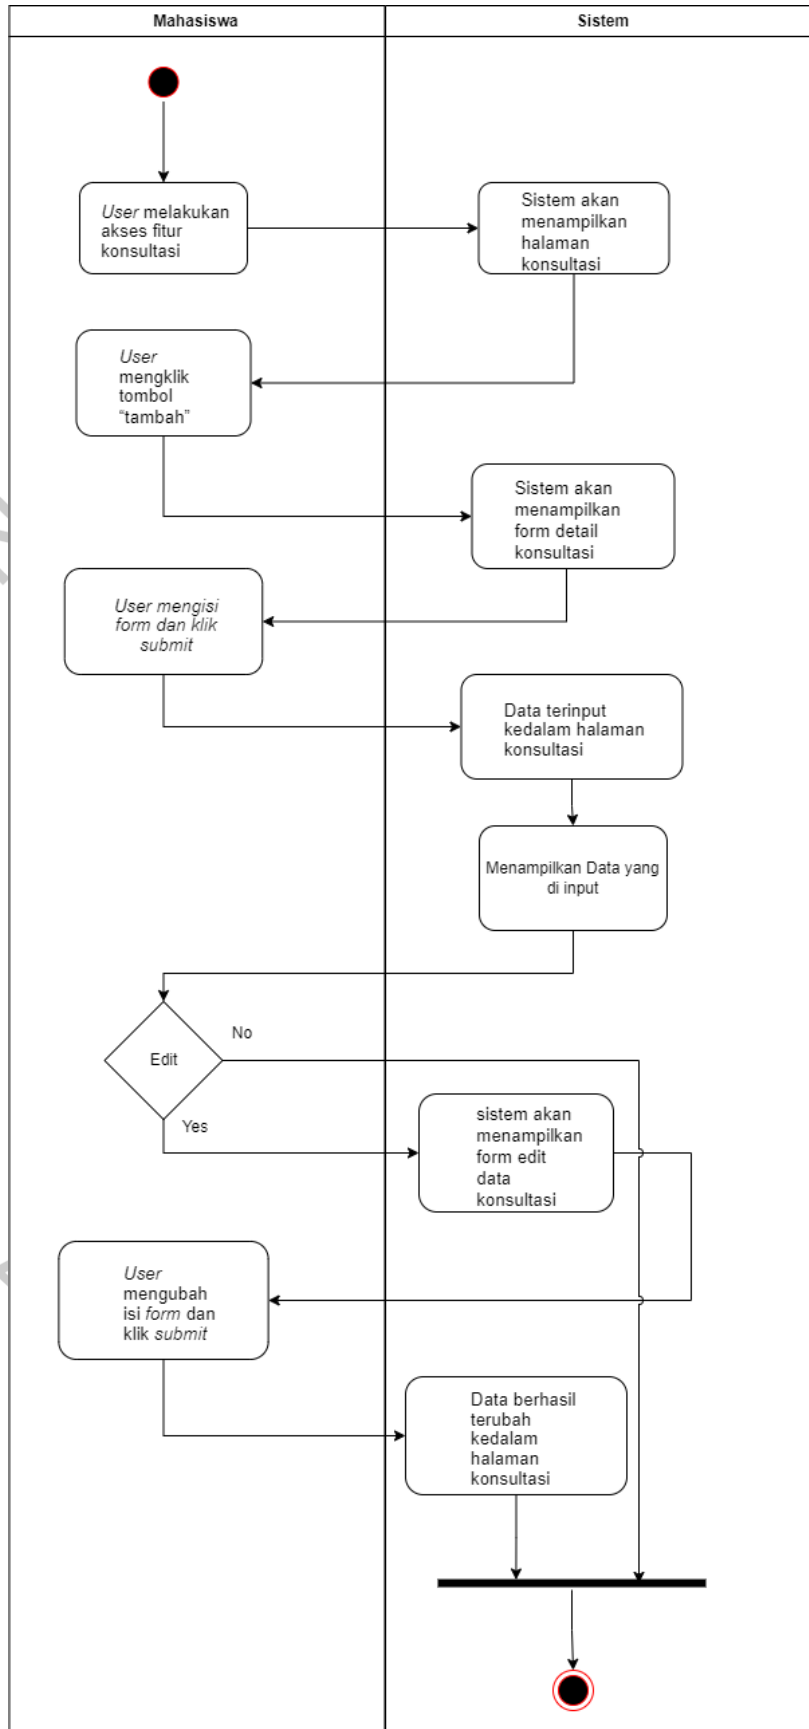 Mahasiswa
Sistem
User melakukan
akses fitur
konsultasi
Sistem akan
menampilkan
halaman
konsultasi
User
mengklik
tombol
“tambah”
Sistem akan
menampilkan
form detail
konsultasi
User mengisi
form dan klik
submit
Data terinput
kedalam halaman
konsultasi
Menampilkan Data yang
di input
Edit
No
Yes
sistem akan
menampilkan
form edit
data
konsultasi
User
mengubah
isi form dan
klik submit
Data berhasil
terubah
kedalam
halaman
konsultasi